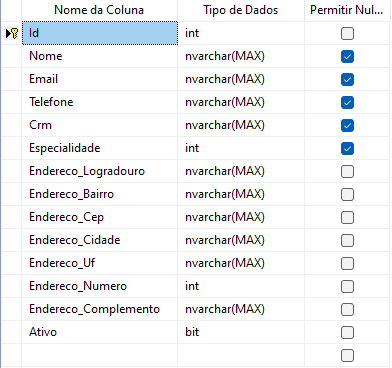 Nome da Coluna Tipo de Dados Permitir Nul...
Id int
Nome nvarchar(MAX)
Email nvarchar(MAX)
Telefone nvarchar(MAX)
Crm nvarchar(MAX)
Especialidade int
Endereco_Logradouro nvarchar(MAX)
Endereco_Bairro nvarchar(MAX)
Endereco_Cep nvarchar(MAX)
Endereco_Cidade nvarchar(MAX)
Endereco_Uf nvarchar(MAX)
Endereco_Numero int
Endereco_Complemento nvarchar(MAX)
Ativo bit